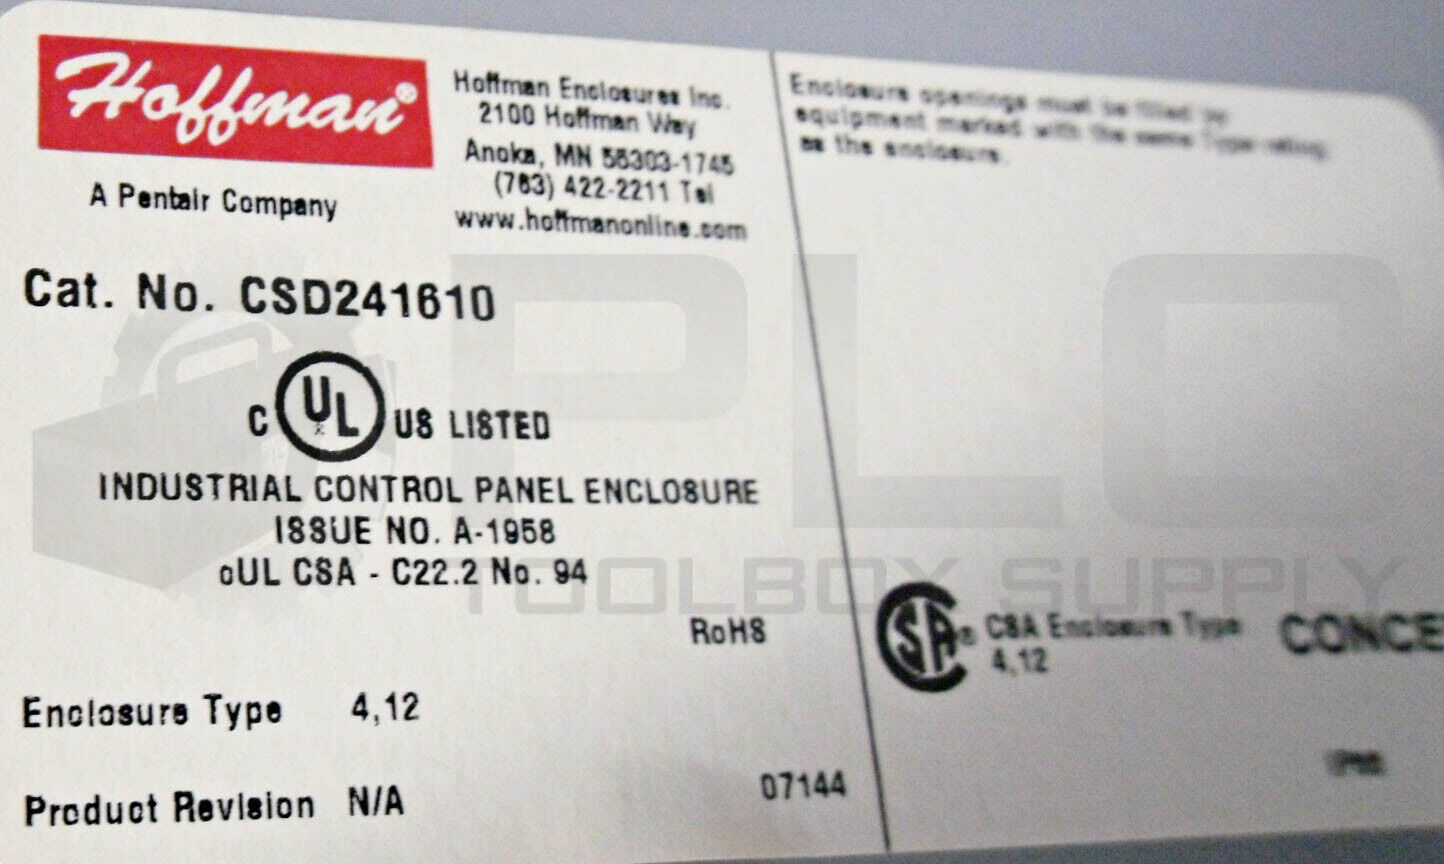 Hoffman®
A Pentair Company
Hoffman Enclosures Inc.
2100 Hoffman Way
Anoka, MN 55303-1745
(763) 422-2211 Tel
www.hoffmanonline.com
Enclosure openings must be filled by
equipment marked with the same Type rating
as the enclosure.
Cat. No. CSD241610
C UL US LISTED
INDUSTRIAL CONTROL PANEL ENCLOSURE
ISSUE NO. A-1958
cUL CSA - C22.2 No. 94
RoHS
Enclosure Type 4,12
Product Revision N/A
07144
CSA® CSA Enclosure Type
4,12
CONCE
PLC
TOOLBOX SUPPLY